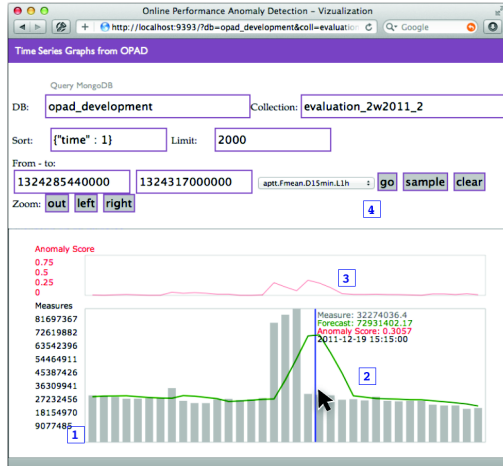 Online Performance Anomaly Detection - Vizualization
http://localhost:9393/?db=opad_development&coll=evaluation
Google
Time Series Graphs from OPAD
Query MongoDB
DB: opad_development Collection: evaluation_2w2011_2
Sort: {"time" : 1} Limit: 2000
From - to:
1324285440000 1324317000000 aptt.Fmean.D15min.L1h go sample clear
Zoom: out left right
4
Anomaly Score
0.75
0.5
0.25
0
3
Measures
81697367
72619882
63542396
54464911
45387426
36309941
27232456
18154970
9077485
Measure: 32274036.4
Forecast: 72931402.17
Anomaly Score: 0.3057
2011-12-19 15:15:00
2
1